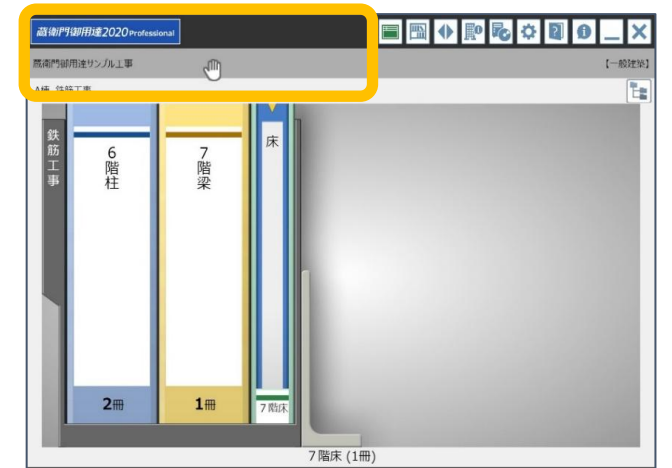 蔵衛門御用達2020 Professional
蔵衛門御用達サンプル工事
【一般建築】
A棟 鉄筋工事
鉄筋工事
6階柱
2冊
7階梁
1冊
床
7階床
7階床 (1冊)